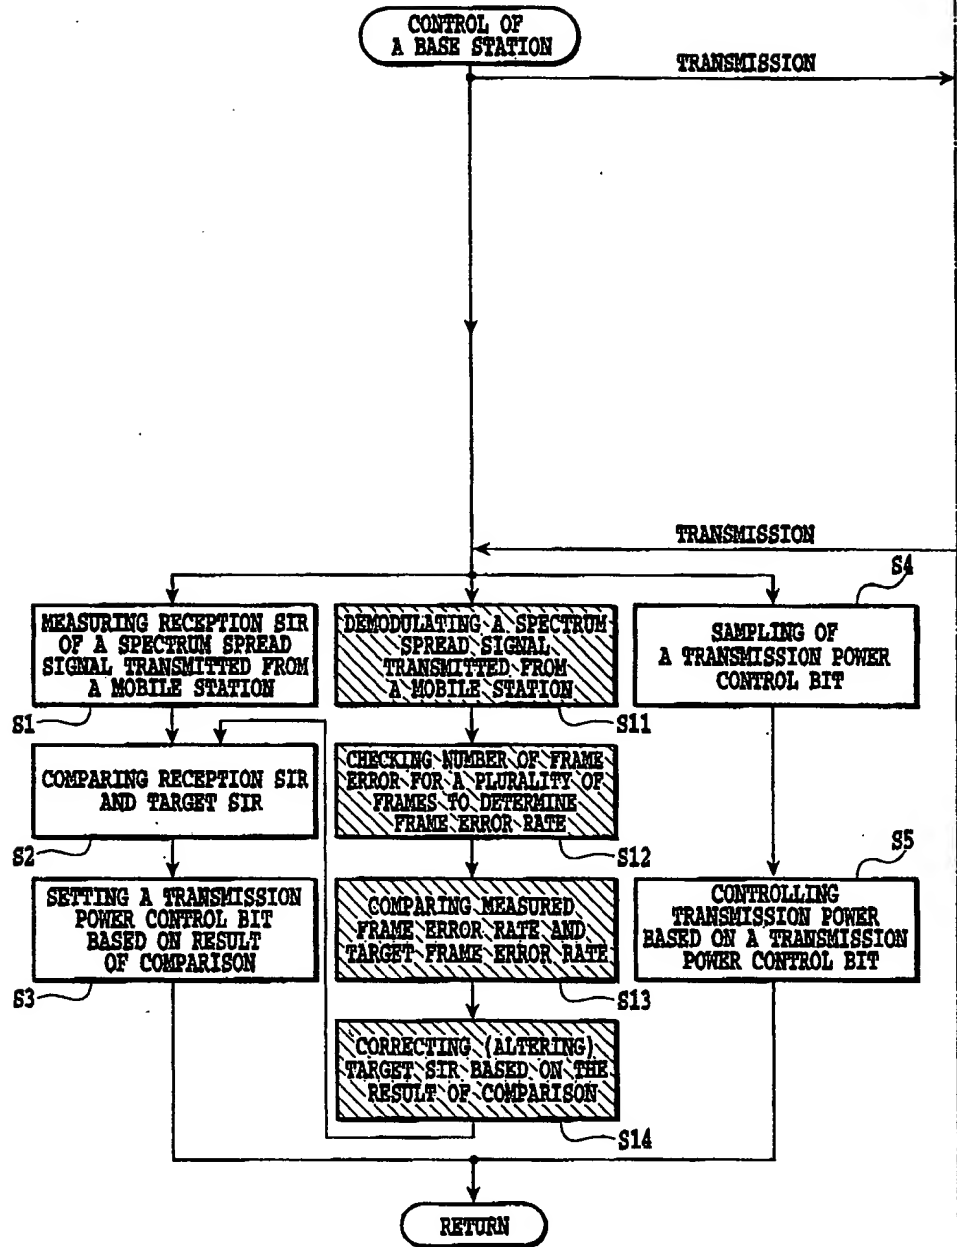 CONTROL OF
A BASE STATION
TRANSMISSION
TRANSMISSION
S4
MEASURING RECEPTION SIR
OF A SPECTRUM SPREAD
SIGNAL TRANSMITTED FROM
A MOBILE STATION
S1
DEMODULATING A SPECTRUM
SPREAD SIGNAL
TRANSMITTED FROM
A MOBILE STATION
S11
SAMPLING OF
A TRANSMISSION POWER
CONTROL BIT
COMPARING RECEPTION SIR
AND TARGET SIR
S2
CHECKING NUMBER OF FRAME
ERROR FOR A PLURALITY OF
FRAMES TO DETERMINE
FRAME ERROR RATE
S12
S5
SETTING A TRANSMISSION
POWER CONTROL BIT
BASED ON RESULT
OF COMPARISON
S3
COMPARING MEASURED
FRAME ERROR RATE AND
TARGET FRAME ERROR RATE
S13
CONTROLLING
TRANSMISSION POWER
BASED ON A TRANSMISSION
POWER CONTROL BIT
CORRECTING (ALTERING)
TARGET SIR BASED ON THE
RESULT OF COMPARISON
S14
RETURN